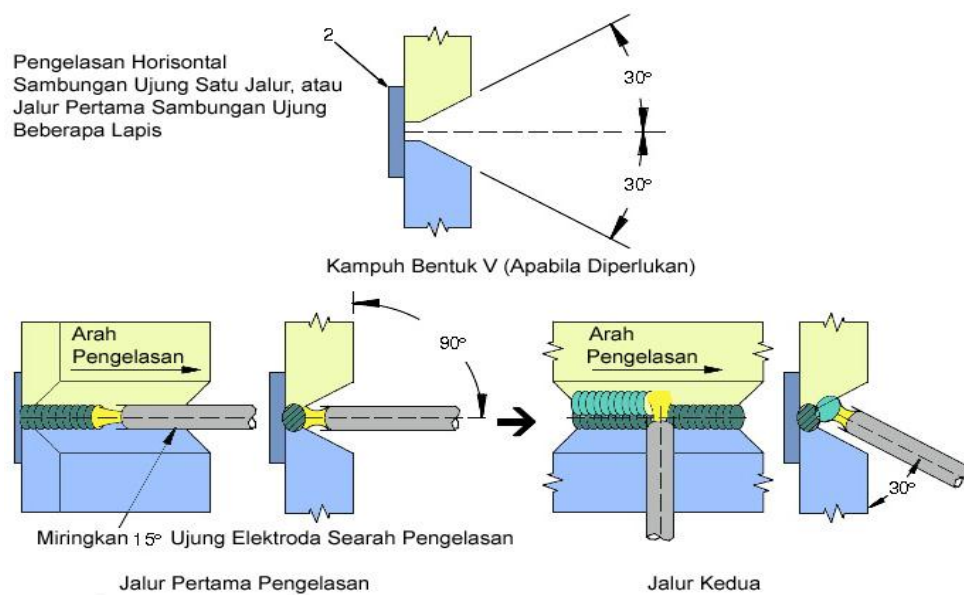 Pengelasan Horisontal
Sambungan Ujung Satu Jalur, atau
Jalur Pertama Sambungan Ujung
Beberapa Lapis
2
30°
30°
Kampuh Bentuk V (Apabila Diperlukan)
Arah
Pengelasan
90°
Arah
Pengelasan
30°
Miringkan 15° Ujung Elektroda Searah Pengelasan
Jalur Pertama Pengelasan
Jalur Kedua